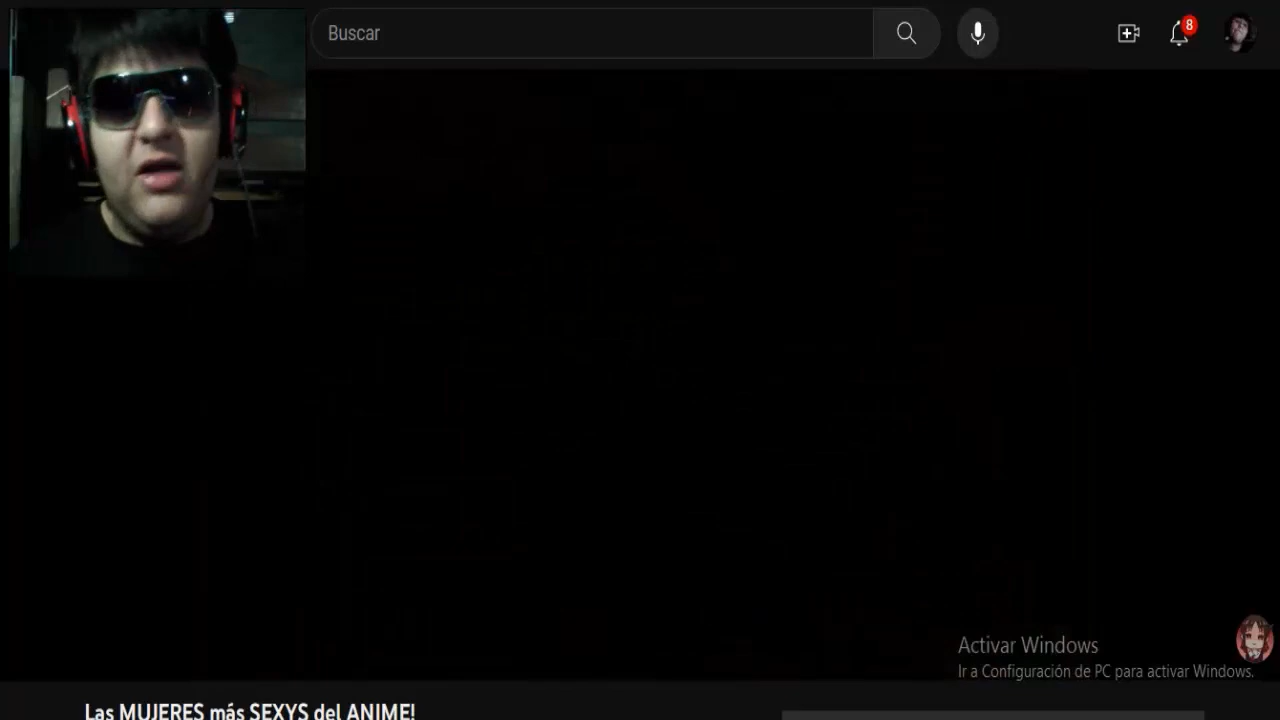 Buscar
8
Activar Windows
Ir a Configuración de PC para activar Windows.
Las MUJERES más SEXYS del ANIME!